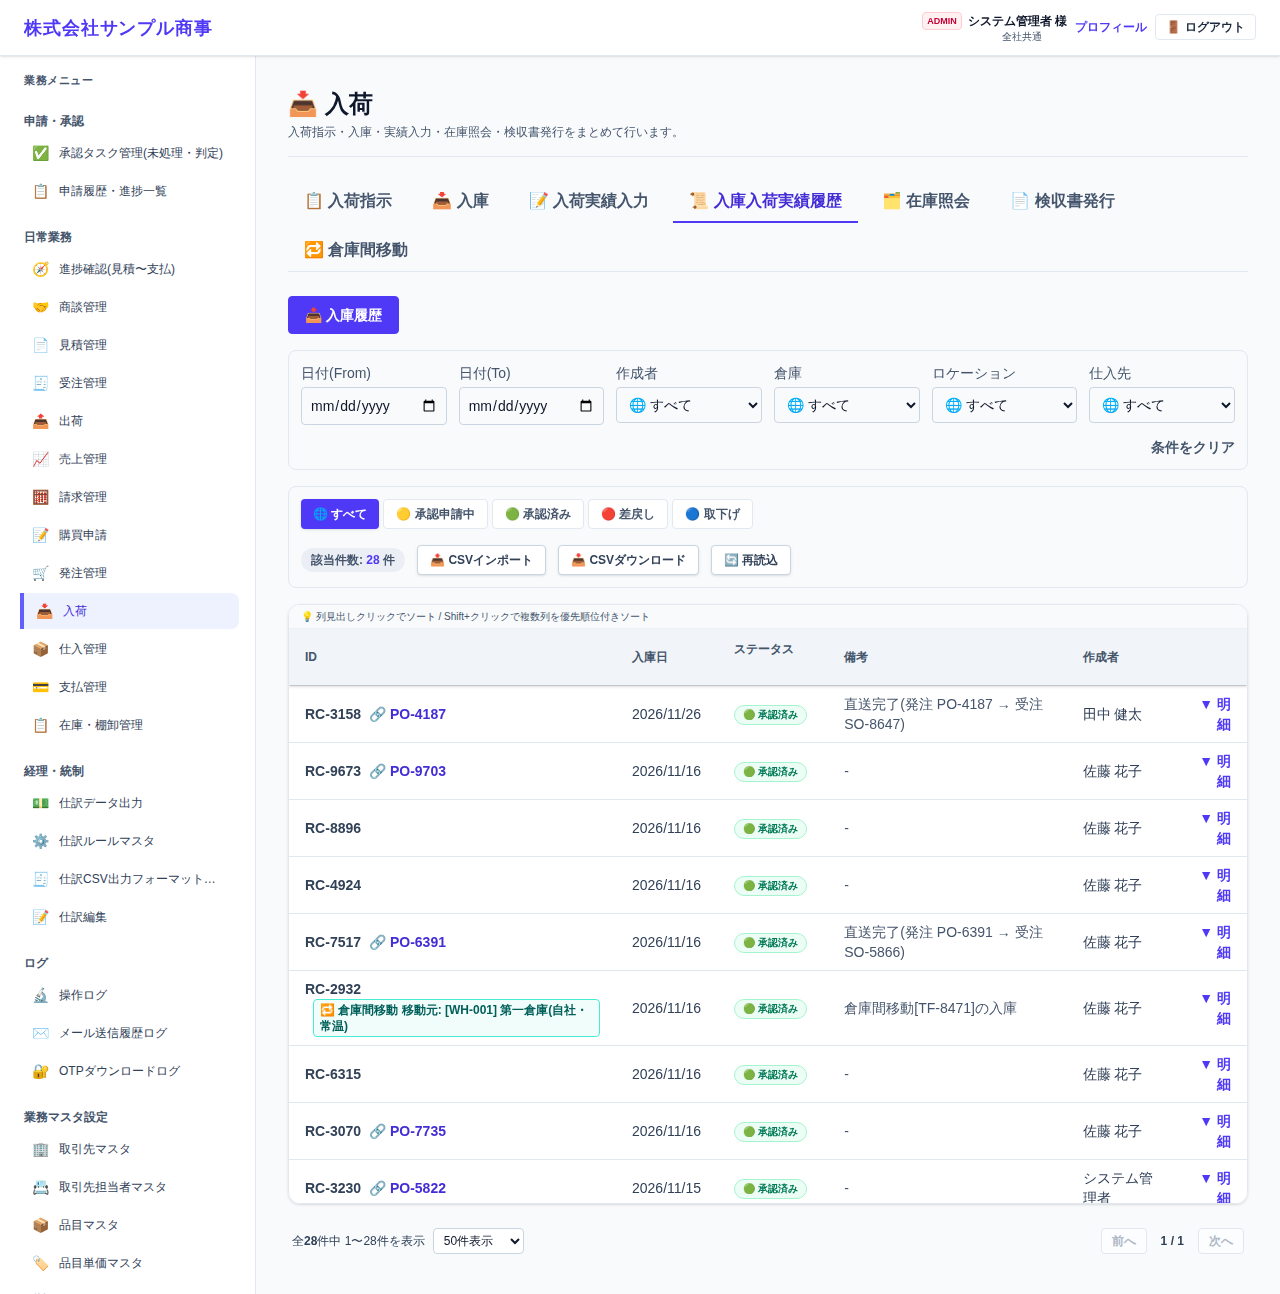 株式会社サンプル商事
ADMIN システム管理者 様
全社共通
プロフィール
🚪 ログアウト
業務メニュー
申請・承認
✅ 承認タスク管理(未処理・判定)
📋 申請履歴・進捗一覧
日常業務
🧭 進捗確認(見積〜支払)
🤝 商談管理
📄 見積管理
🧾 受注管理
📤 出荷
📈 売上管理
🧮 請求管理
📝 購買申請
🛒 発注管理
📥 入荷
📦 仕入管理
💳 支払管理
📋 在庫・棚卸管理
経理・統制
💵 仕訳データ出力
⚙️ 仕訳ルールマスタ
🧾 仕訳CSV出力フォーマット…
📝 仕訳編集
ログ
🔬 操作ログ
✉️ メール送信履歴ログ
🔐 OTPダウンロードログ
業務マスタ設定
🏢 取引先マスタ
📇 取引先担当者マスタ
📦 品目マスタ
🏷️ 品目単価マスタ
📥 入荷
入荷指示・入庫・実績入力・在庫照会・検収書発行をまとめて行います。
📋 入荷指示
📥 入庫
📝 入荷実績入力
📜 入庫入荷実績履歴
🗂️ 在庫照会
📄 検収書発行
🔁 倉庫間移動
📥 入庫履歴
日付(From) 日付(To) 作成者 倉庫 ロケーション 仕入先
mm/dd/yyyy mm/dd/yyyy 🌐 すべて 🌐 すべて 🌐 すべて 🌐 すべて
条件をクリア
🌐 すべて 🟡 承認申請中 🟢 承認済み 🔴 差戻し 🔵 取下げ
該当件数: 28 件 📥 CSVインポート 📥 CSVダウンロード 🔄 再読込
💡 列見出しクリックでソート / Shift+クリックで複数列を優先順位付きソート
ID 入庫日 ステータス 備考 作成者
RC-3158 🔗 PO-4187 2026/11/26 🟢 承認済み 直送完了(発注 PO-4187 → 受注 田中 健太 ▼ 明
SO-8647) 細
RC-9673 🔗 PO-9703 2026/11/16 🟢 承認済み - 佐藤 花子 ▼ 明
細
RC-8896 2026/11/16 🟢 承認済み - 佐藤 花子 ▼ 明
細
RC-4924 2026/11/16 🟢 承認済み - 佐藤 花子 ▼ 明
細
RC-7517 🔗 PO-6391 2026/11/16 🟢 承認済み 直送完了(発注 PO-6391 → 受注 佐藤 花子 ▼ 明
SO-5866) 細
RC-2932
🔁 倉庫間移動 移動元: [WH-001] 第一倉庫(自社・
常温)
2026/11/16 🟢 承認済み 倉庫間移動[TF-8471]の入庫 佐藤 花子 ▼ 明
細
RC-6315 2026/11/16 🟢 承認済み - 佐藤 花子 ▼ 明
細
RC-3070 🔗 PO-7735 2026/11/16 🟢 承認済み - 佐藤 花子 ▼ 明
細
RC-3230 🔗 PO-5822 2026/11/15 🟢 承認済み - システム管 ▼ 明
理者 細
全28件中 1〜28件を表示 50件表示 前へ 1 / 1 次へ